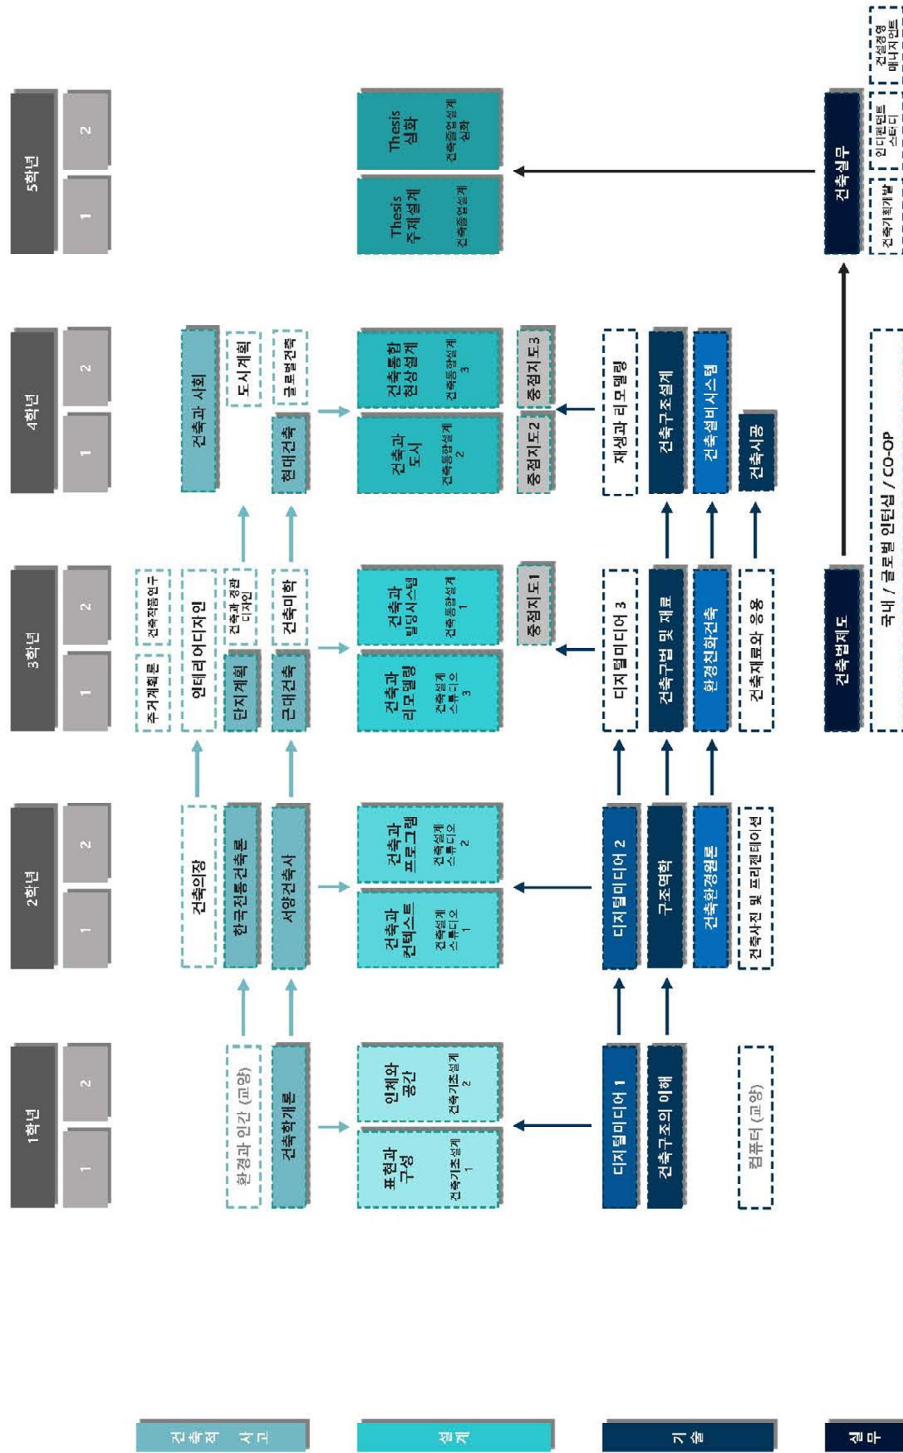 1학년
2학년
3학년
4학년
5학년
1
2
1
2
1
2
1
2
1
2
건축적 사고
주거계획론
건축작품연구
건축의장
인테리어디자인
건축과 사회
환경과 인간 (교양)
한국전통건축론
단지계획
건축과 경관
디자인
도시계획
건축학개론
서양건축사
근대건축
건축미학
현대건축
글로벌건축
설계
표현과
구성
건축기초설계
1
인체와
공간
건축기초설계
2
건축과
컨텍스트
건축설계
스튜디오
1
건축과
프로그램
건축설계
스튜디오
2
건축과
리모델링
건축설계
스튜디오
3
건축과
빌딩시스템
건축통합설계
1
건축과
도시
건축통합설계
2
건축통합
현상설계
건축통합설계
3
Thesis
주제설계
건축졸업설계
Thesis
심화
건축졸업설계
심화
중점지도1
중점지도2
중점지도3
기술
디지털미디어 1
디지털미디어 2
디지털미디어 3
재생과 리모델링
건축구조의 이해
구조역학
건축구법 및 재료
건축구조설계
건축환경원론
환경친화건축
건축설비시스템
컴퓨터 (교양)
건축사진 및 프리젠테이션
건축재료와 응용
건축시공
실무
건축법제도
건축실무
국내 / 글로벌 인턴십 / CO-OP
건축기획개발
인디펜던트
스터디
건설경영
매니지먼트